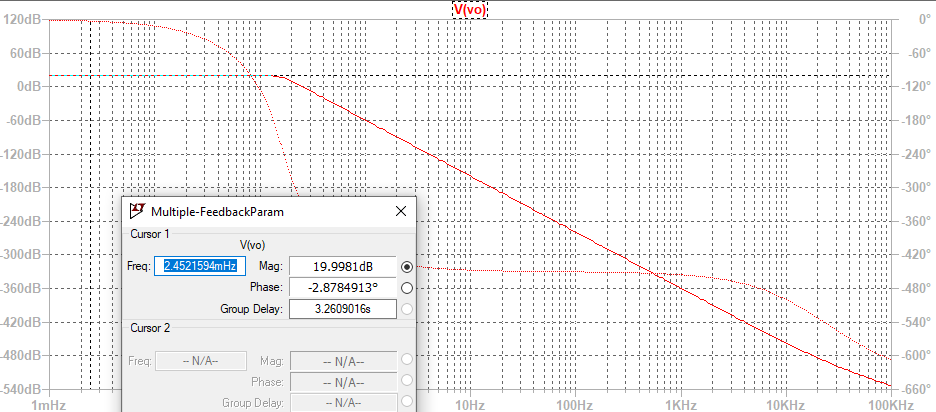 V(vo)
120dB 0°
60dB -60°
0dB -120°
-60dB -180°
-120dB -240°
-180dB -300°
-240dB -360°
-300dB -420°
-360dB -480°
-420dB -540°
-480dB -600°
-540dB -660°
1mHz 10Hz 100Hz 1KHz 10KHz 100KHz
Multiple-FeedbackParam
Cursor 1
V(vo)
Freq: 2.4521594mHz Mag: 19.9981dB
Phase: -2.8784913°
Group Delay: 3.2609016s
Cursor 2
Freq: -- N/A-- Mag: -- N/A--
Phase: -- N/A--
Group Delay: -- N/A--